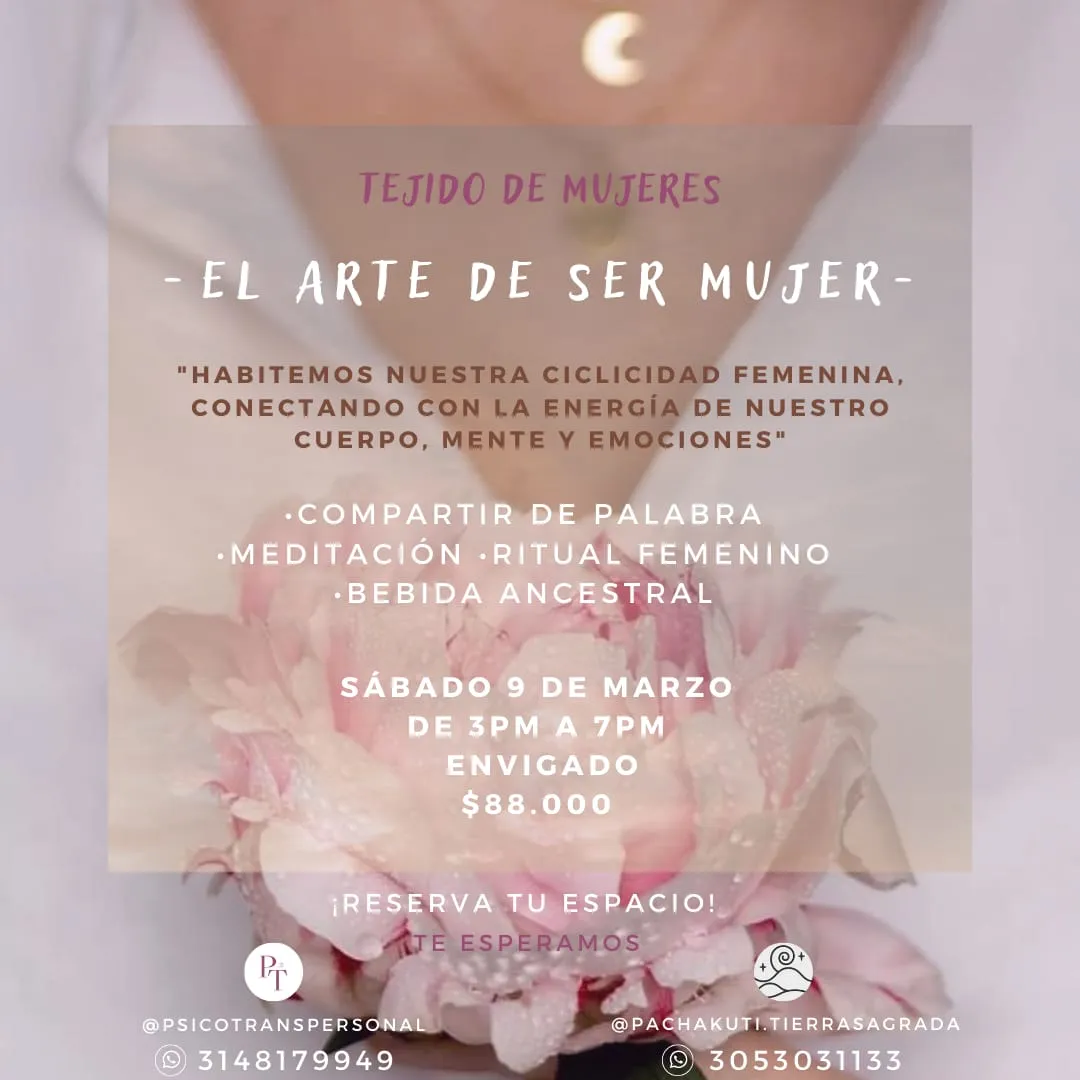 TEJIDO DE MUJERES
-EL ARTE DE SER MUJER-
"HABITEMOS NUESTRA CICLICIDAD FEMENINA,
CONECTANDO CON LA ENERGÍA DE NUESTRO
CUERPO, MENTE Y EMOCIONES"
•COMPARTIR DE PALABRA
•MEDITACIÓN •RITUAL FEMENINO
•BEBIDA ANCESTRAL
SÁBADO 9 DE MARZO
DE 3PM A 7PM
ENVIGADO
$88.000
¡RESERVA TU ESPACIO!
TE ESPERAMOS
PT
@PSICOTRANSPERSONAL
3148179949
@PACHAKUTI.TIERRASAGRADA
3053031133